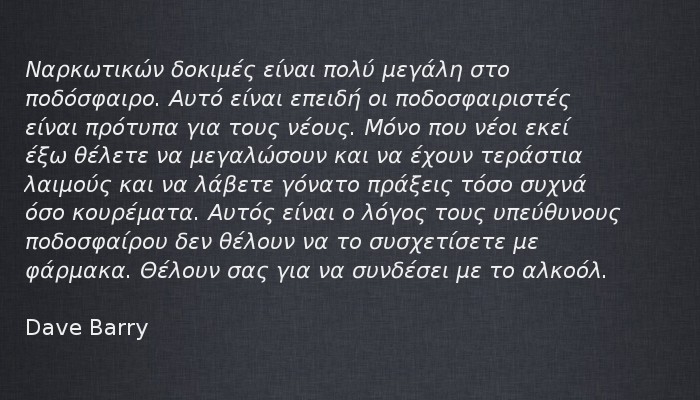 Ναρκωτικών δοκιμές είναι πολύ μεγάλη στο
ποδόσφαιρο. Αυτό είναι επειδή οι ποδοσφαιριστές
είναι πρότυπα για τους νέους. Μόνο που νέοι εκεί
έξω θέλετε να μεγαλώσουν και να έχουν τεράστια
λαιμούς και να λάβετε γόνατο πράξεις τόσο συχνά
όσο κουρέματα. Αυτός είναι ο λόγος τους υπεύθυνους
ποδοσφαίρου δεν θέλουν να το συσχετίσετε με
φάρμακα. Θέλουν σας για να συνδέσει με το αλκοόλ.
Dave Barry